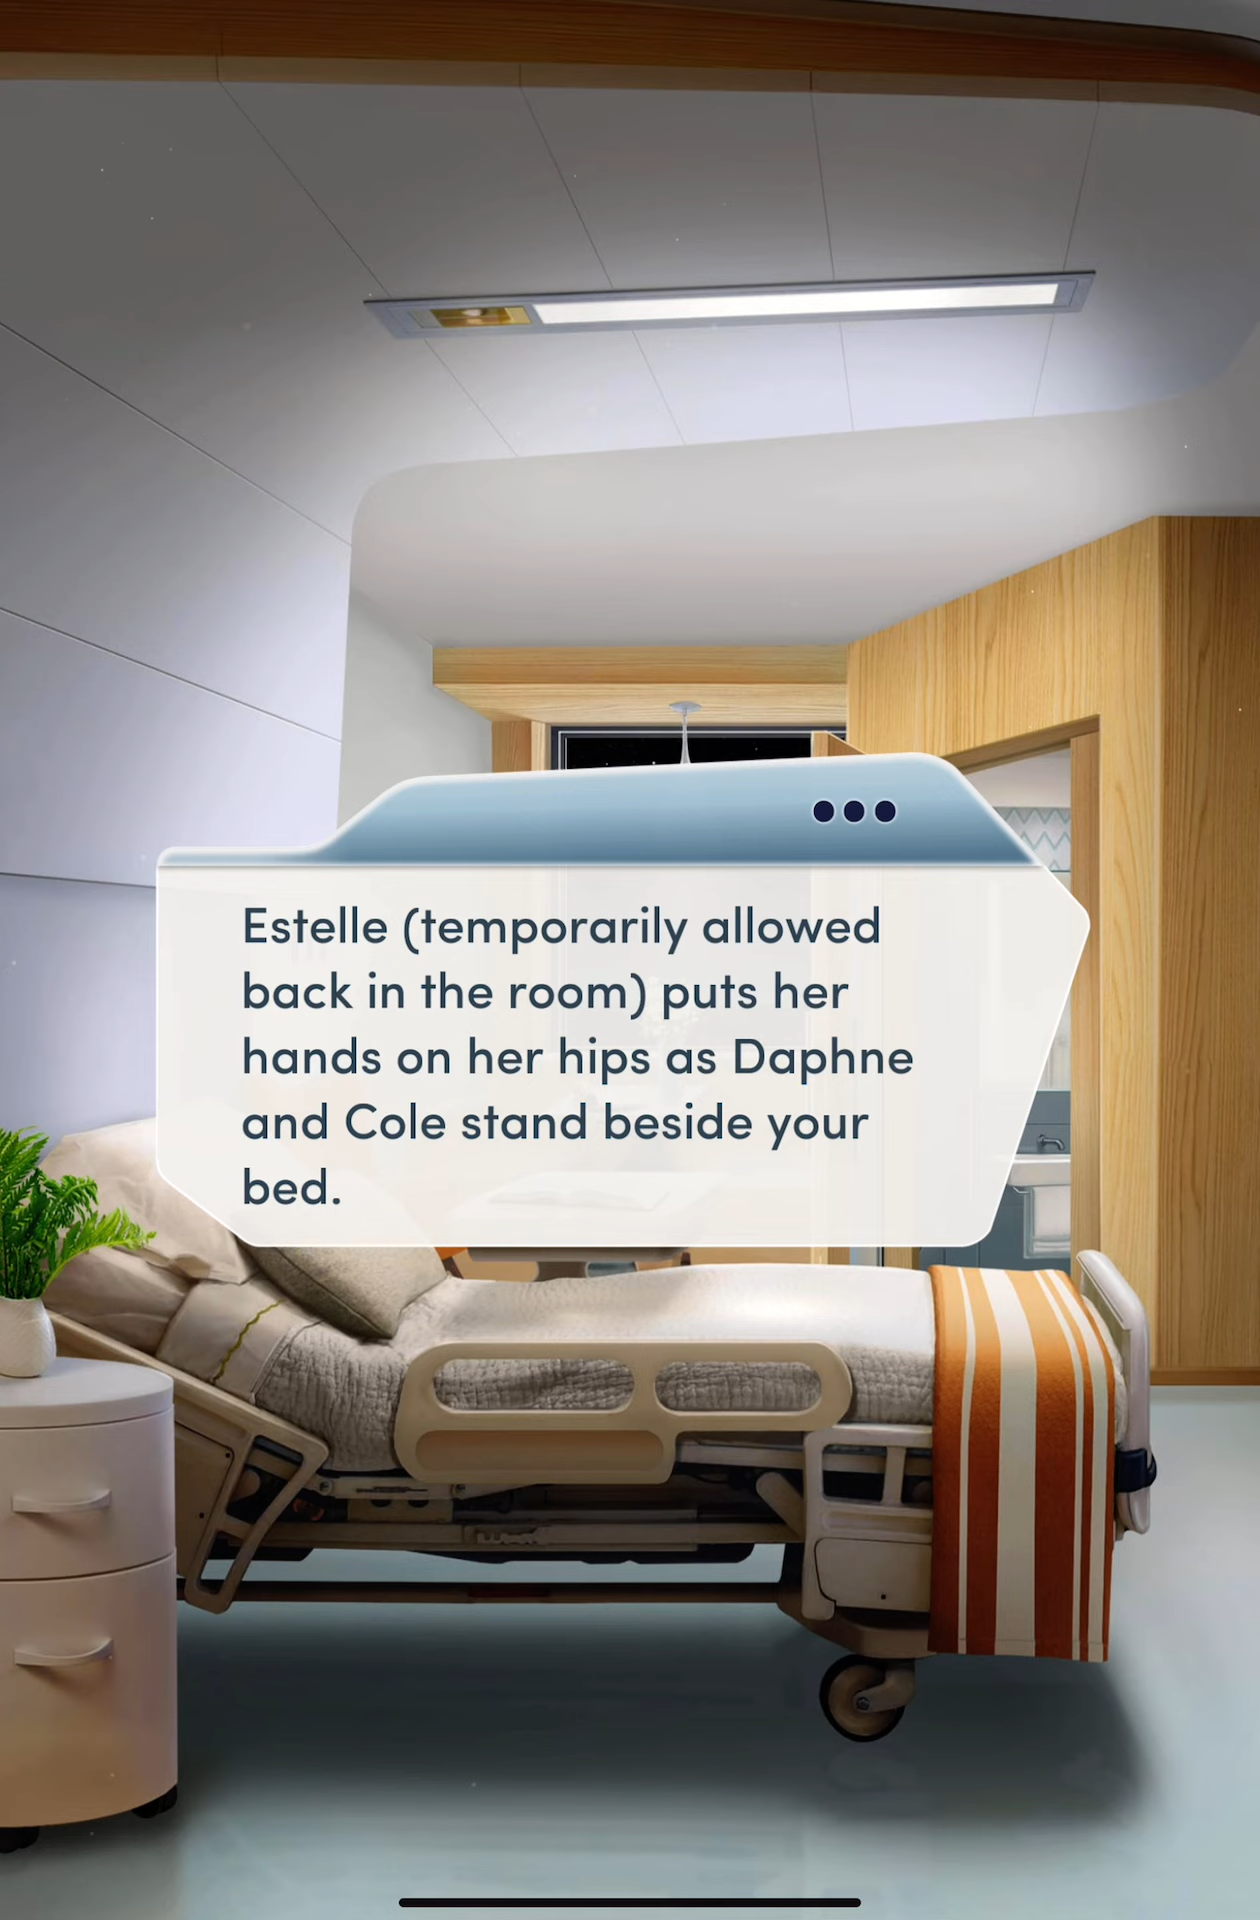 Estelle (temporarily allowed
back in the room) puts her
hands on her hips as Daphne
and Cole stand beside your
bed.